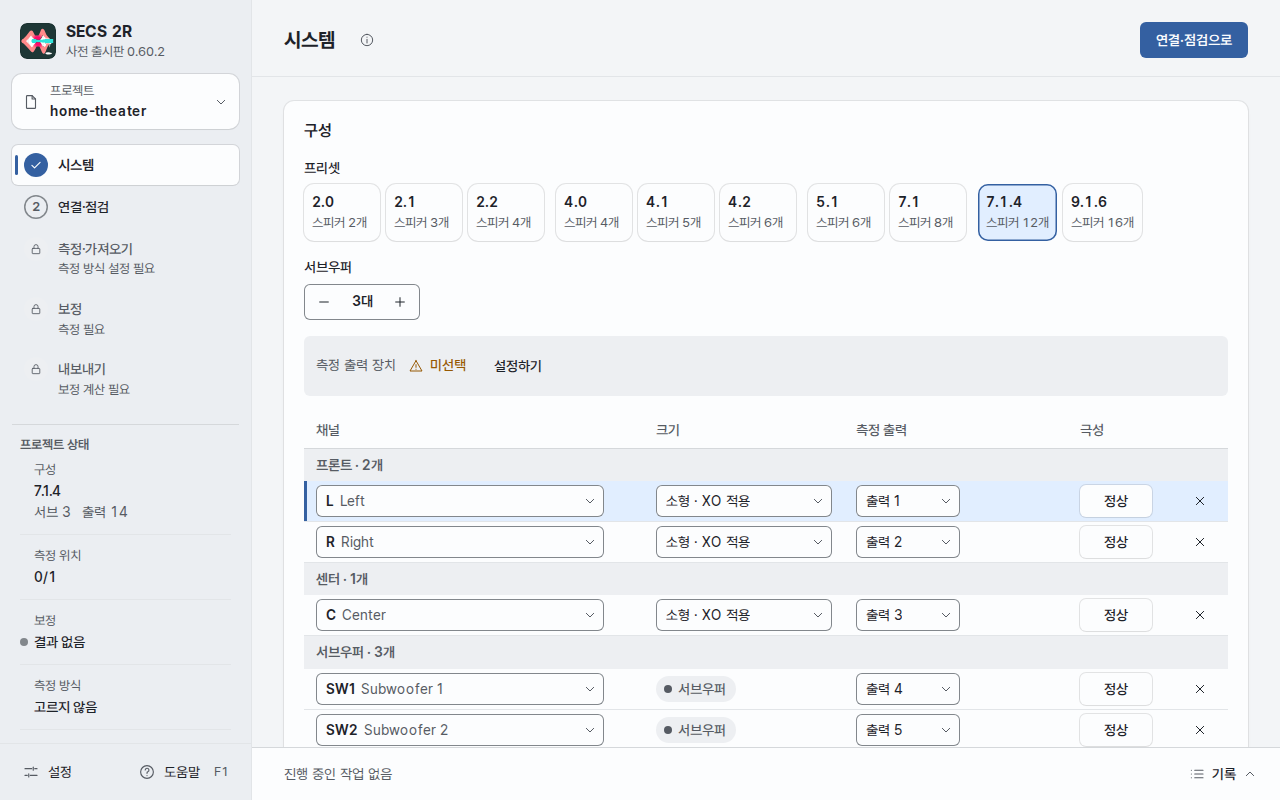 SECS 2R
사전 출시판 0.60.2
프로젝트
home-theater
시스템
2 연결·점검
측정·가져오기
측정 방식 설정 필요
보정
측정 필요
내보내기
보정 계산 필요
프로젝트 상태
구성
7.1.4
서브 3 출력 14
측정 위치
0/1
보정
결과 없음
측정 방식
고르지 않음
설정 도움말 F1
시스템
연결·점검으로
구성
프리셋
2.0 2.1 2.2 4.0 4.1 4.2 5.1 7.1 7.1.4 9.1.6
스피커 2개 스피커 3개 스피커 4개 스피커 4개 스피커 5개 스피커 6개 스피커 6개 스피커 8개 스피커 12개 스피커 16개
서브우퍼
3대
측정 출력 장치 미선택 설정하기
채널 크기 측정 출력 극성
프론트 · 2개
L Left 소형 · XO 적용 출력 1 정상
R Right 소형 · XO 적용 출력 2 정상
센터 · 1개
C Center 소형 · XO 적용 출력 3 정상
서브우퍼 · 3개
SW1 Subwoofer 1 서브우퍼 출력 4 정상
SW2 Subwoofer 2 서브우퍼 출력 5 정상
진행 중인 작업 없음 기록